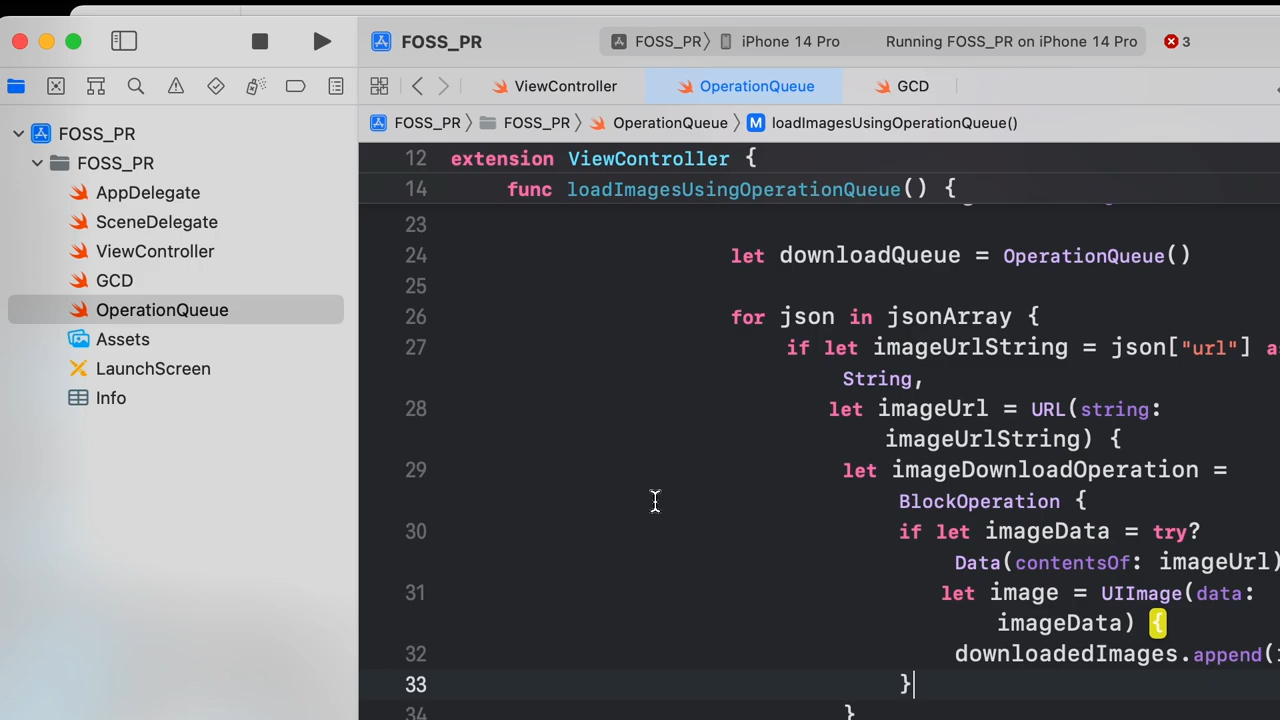 FOSS_PR
FOSS_PR 〉 iPhone 14 Pro
Running FOSS_PR on iPhone 14 Pro
3
ViewController
OperationQueue
GCD
FOSS_PR 〉 FOSS_PR 〉 OperationQueue 〉 M loadImagesUsingOperationQueue()
FOSS_PR
FOSS_PR
AppDelegate
SceneDelegate
ViewController
GCD
OperationQueue
Assets
LaunchScreen
Info
12 extension ViewController {
14 func loadImagesUsingOperationQueue() {
23
24 let downloadQueue = OperationQueue()
25
26 for json in jsonArray {
27 if let imageUrlString = json["url"] as
String,
28 let imageUrl = URL(string:
imageUrlString) {
29 let imageDownloadOperation =
BlockOperation {
30 if let imageData = try?
Data(contentsOf: imageUrl)
31 let image = UIImage(data:
imageData) {
32 downloadedImages.append(
33 }
34 }